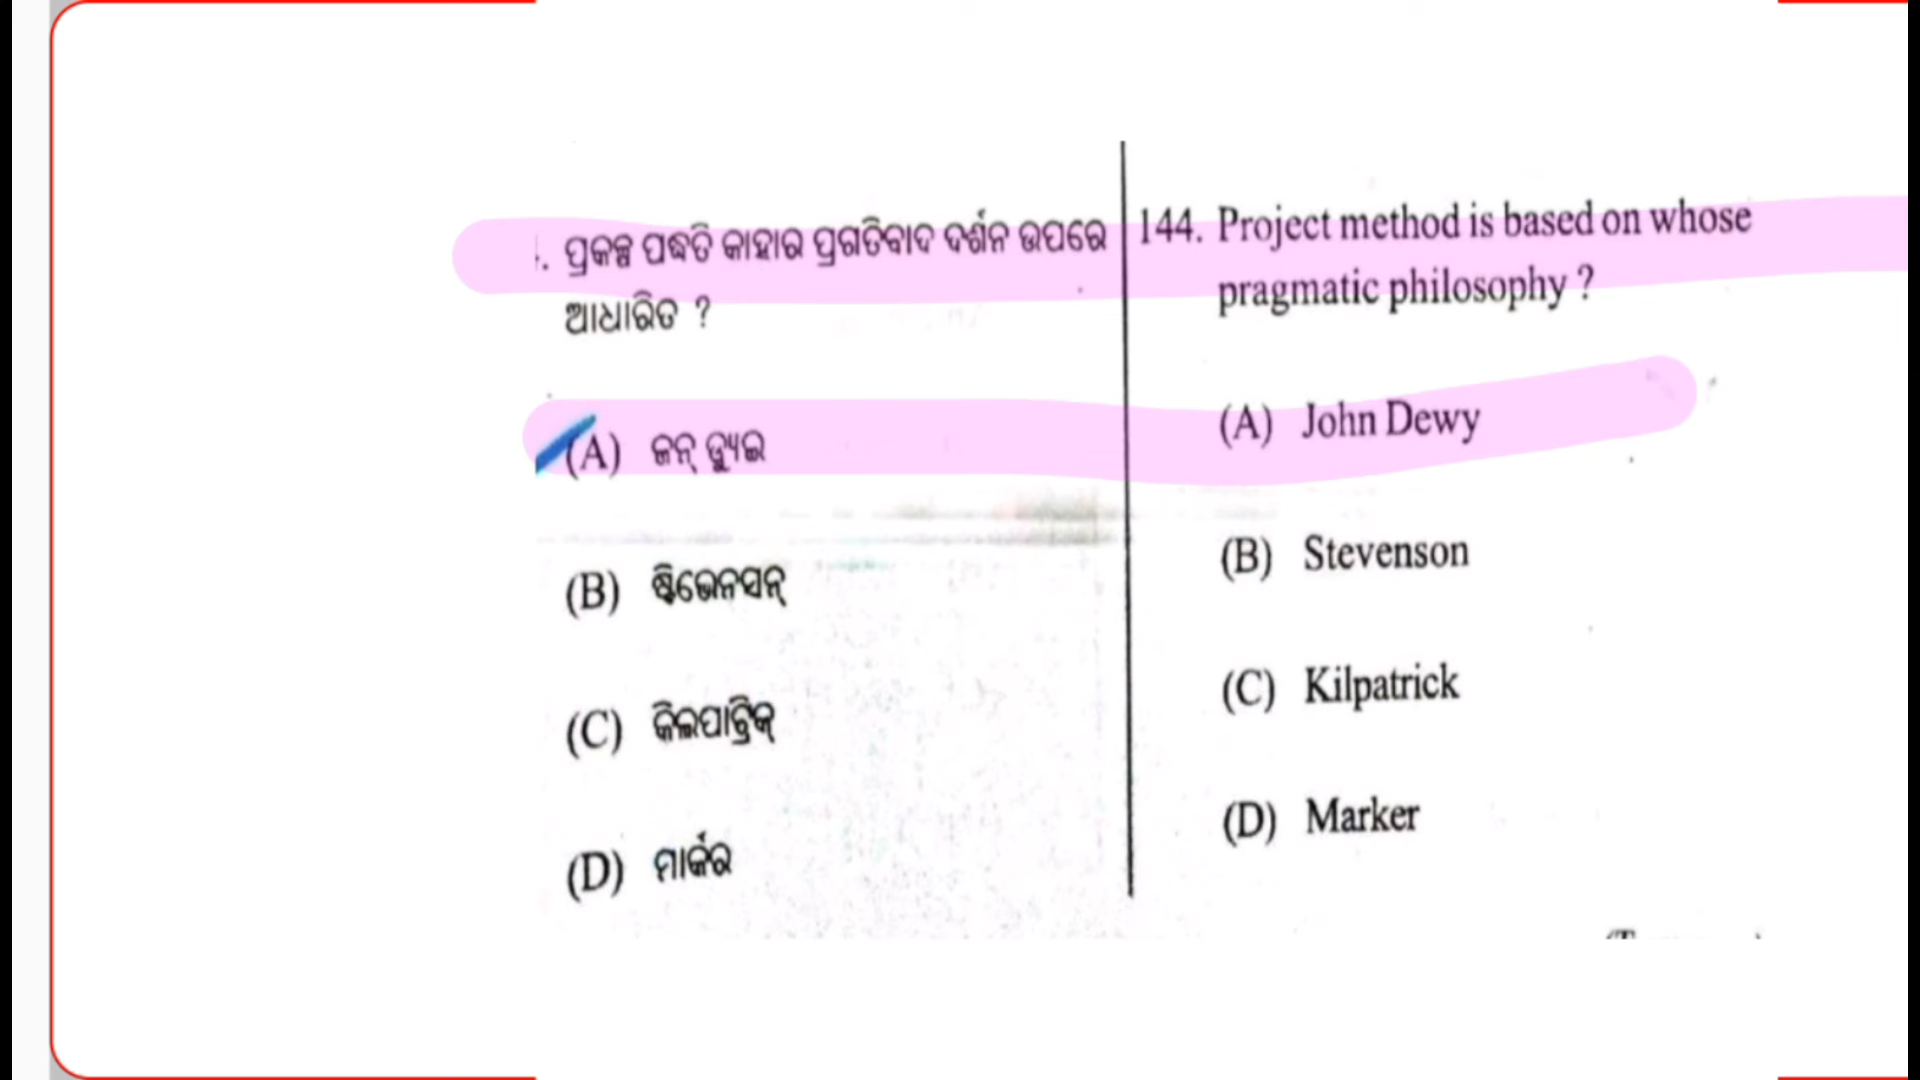 ପ୍ରକଳ୍ପ ପଦ୍ଧତି କାହାର ପ୍ରଗତିବାଦ ଦର୍ଶନ ଉପରେ
ଆଧାରିତ ?
(A) ଜନ୍ ଡ୍ୟୁଇ
(B) ଷ୍ଟିଭେନସନ୍
(C) କିଲପାଟ୍ରିକ୍
(D) ମାର୍କର
144. Project method is based on whose
pragmatic philosophy ?
(A) John Dewy
(B) Stevenson
(C) Kilpatrick
(D) Marker